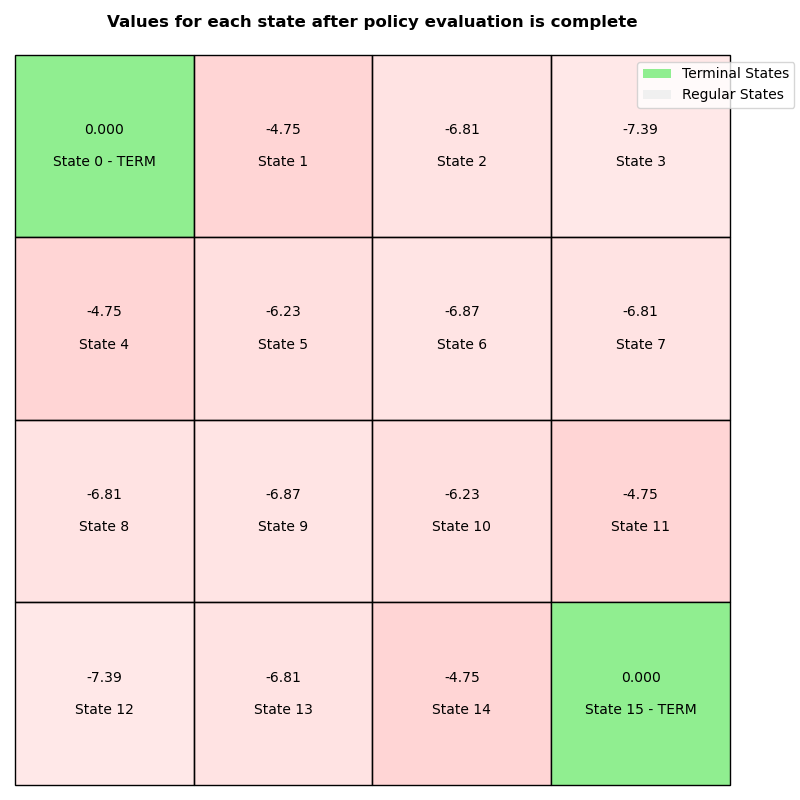 Values for each state after policy evaluation is complete
Terminal States
Regular States
0.000
State 0 - TERM
-4.75
State 1
-6.81
State 2
-7.39
State 3
-4.75
State 4
-6.23
State 5
-6.87
State 6
-6.81
State 7
-6.81
State 8
-6.87
State 9
-6.23
State 10
-4.75
State 11
-7.39
State 12
-6.81
State 13
-4.75
State 14
0.000
State 15 - TERM